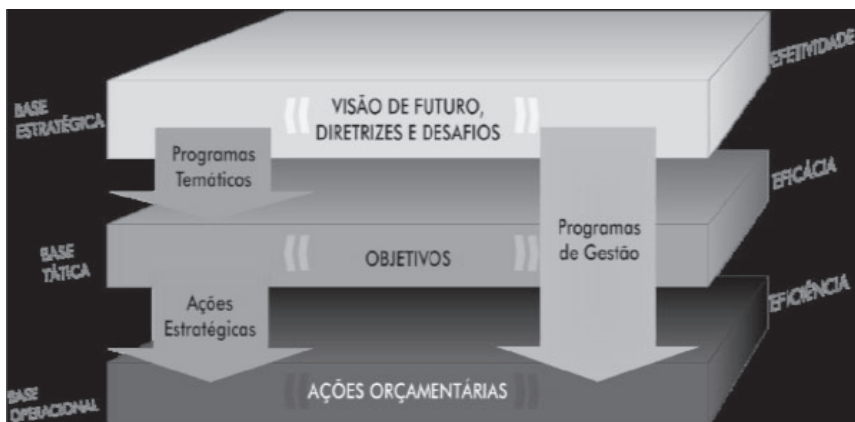 EFETIVIDADE
BASE
ESTRATÉGICA
VISÃO DE FUTURO,
DIRETRIZES E DESAFIOS
Programas
Temáticos
EFICÁCIA
Programas
de Gestão
BASE
TÁTICA
OBJETIVOS
EFICIÊNCIA
Ações
Estratégicas
BASE
OPERACIONAL
AÇÕES ORÇAMENTÁRIAS